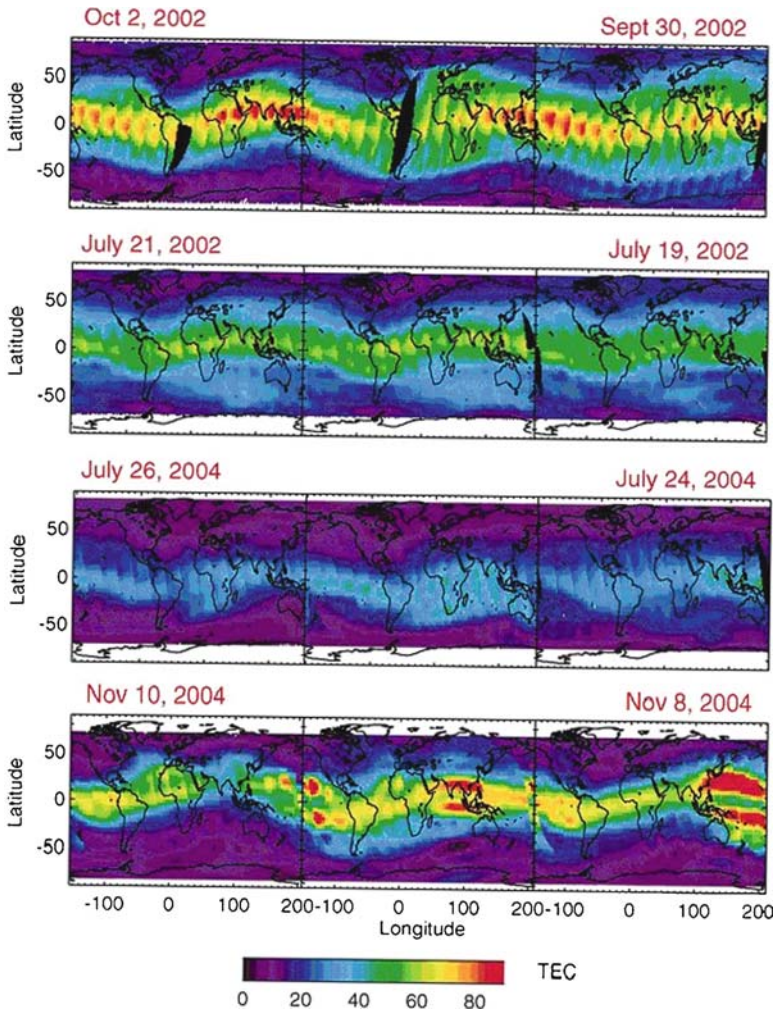 Oct 2, 2002 Sept 30, 2002
50
0
-50
Latitude
July 21, 2002 July 19, 2002
50
0
-50
Latitude
July 26, 2004 July 24, 2004
50
0
-50
Latitude
Nov 10, 2004 Nov 8, 2004
50
0
-50
Latitude
-100 0 100 200 -100 0 100 200 -100 0 100 200
Longitude
TEC
0 20 40 60 80